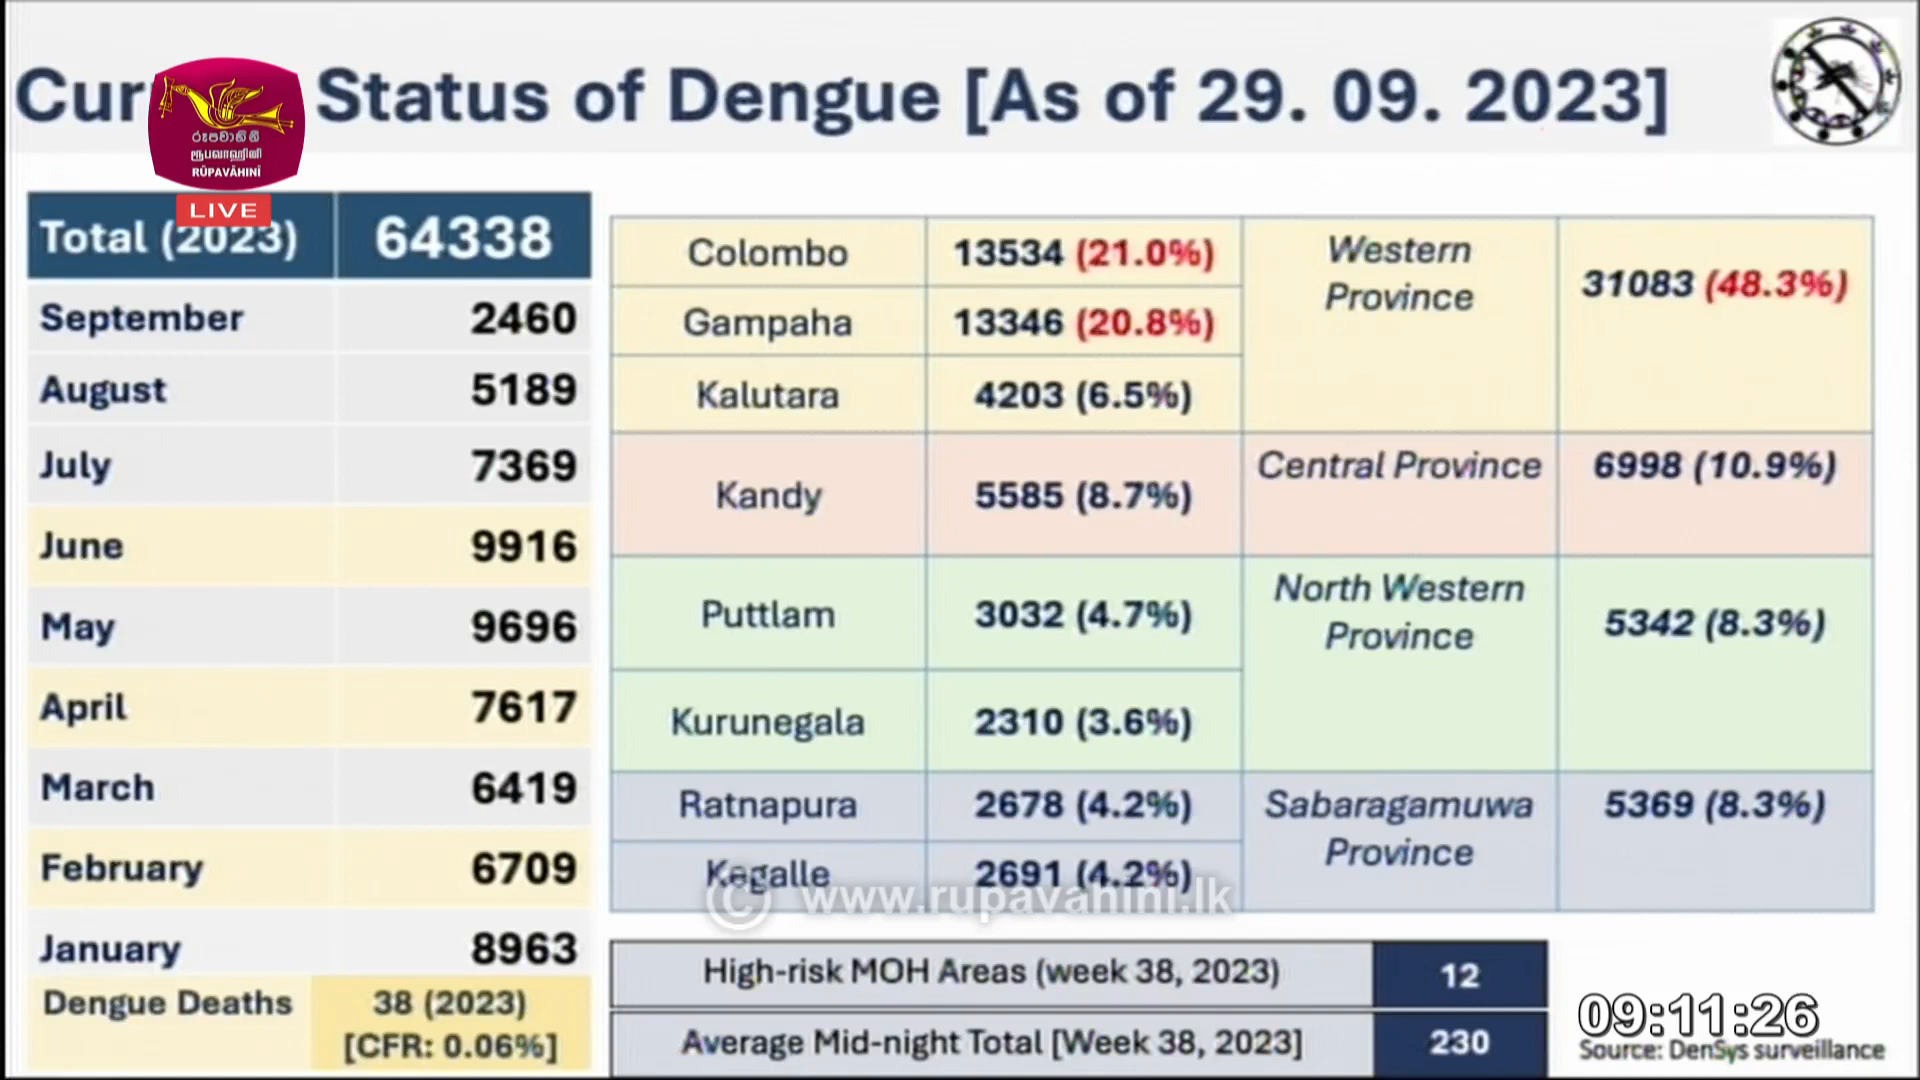 Cur Status of Dengue [As of 29. 09. 2023]
රූපවාහිනී
ரூபவாஹினி
RŪPAVĀHINĪ
LIVE
Total (2023) 64338
September 2460
August 5189
July 7369
June 9916
May 9696
April 7617
March 6419
February 6709
January 8963
Dengue Deaths 38 (2023)
[CFR: 0.06%]
Colombo 13534 (21.0%)
Gampaha 13346 (20.8%)
Kalutara 4203 (6.5%)
Western
Province
31083 (48.3%)
Kandy 5585 (8.7%) Central Province 6998 (10.9%)
Puttlam 3032 (4.7%)
Kurunegala 2310 (3.6%)
North Western
Province
5342 (8.3%)
Ratnapura 2678 (4.2%)
Kegalle 2691 (4.2%)
Sabaragamuwa
Province
5369 (8.3%)
© www.rupavahini.lk
High-risk MOH Areas (week 38, 2023) 12
Average Mid-night Total [Week 38, 2023] 230
09:11:26
Source: DenSys surveillance